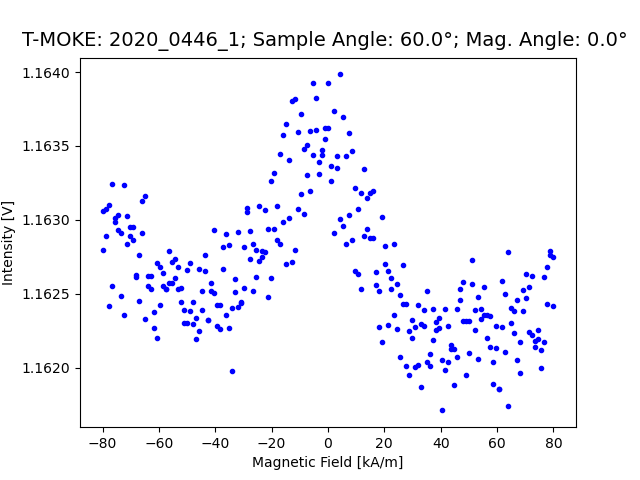 T-MOKE: 2020_0446_1; Sample Angle: 60.0°; Mag. Angle: 0.0°
1.1640
1.1635
1.1630
1.1625
1.1620
Intensity [V]
−80 −60 −40 −20 0 20 40 60 80
Magnetic Field [kA/m]